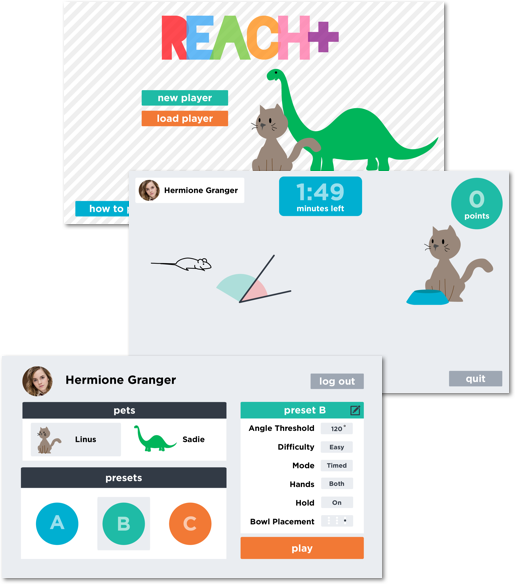 REACH+
new player
load player
how to
Hermione Granger
1:49
minutes left
0
points
quit
Hermione Granger
log out
pets
Linus
Sadie
presets
A
B
C
preset B
Angle Threshold 120°
Difficulty Easy
Mode Timed
Hands Both
Hold On
Bowl Placement
play